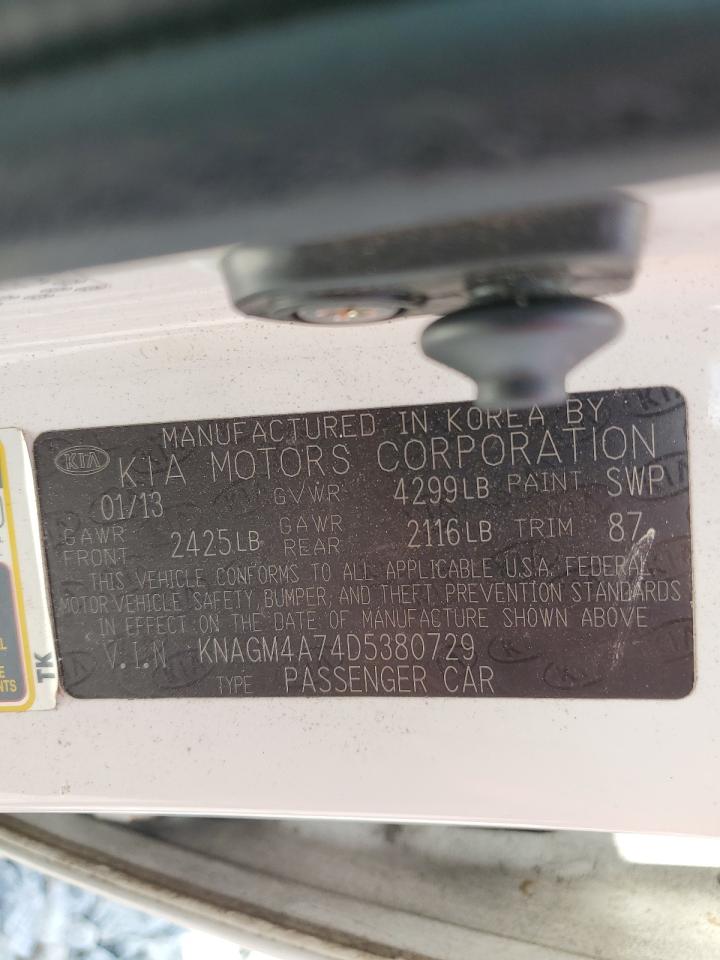 MANUFACTURED IN KOREA BY
KIA KIA MOTORS CORPORATION
01/13 GVWR 4299LB PAINT SWP
GAWR FRONT 2425LB GAWR REAR 2116LB TRIM 87
THIS VEHICLE CONFORMS TO ALL APPLICABLE U.S.A. FEDERAL
MOTOR VEHICLE SAFETY, BUMPER, AND THEFT PREVENTION STANDARDS
IN EFFECT ON THE DATE OF MANUFACTURE SHOWN ABOVE
V.I.N KNAGM4A74D5380729
TYPE PASSENGER CAR
TK